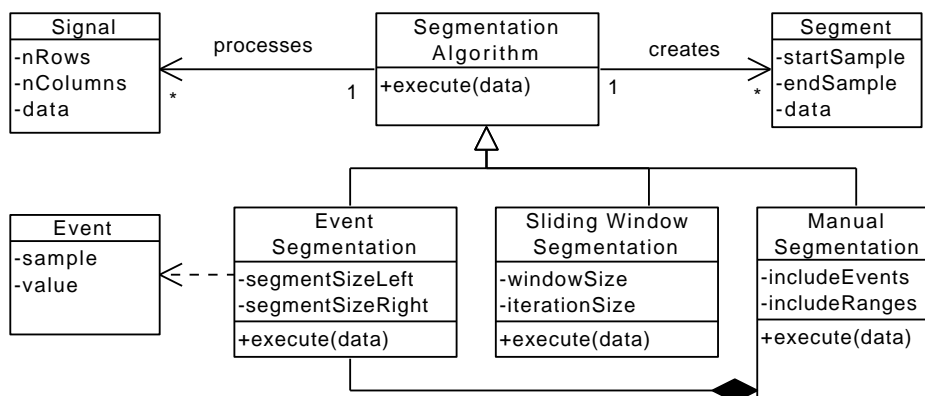 Signal
-nRows
-nColumns
-data
processes
*
1
Segmentation
Algorithm
+execute(data)
creates
1
*
Segment
-startSample
-endSample
-data
Event
-sample
-value
Event
Segmentation
-segmentSizeLeft
-segmentSizeRight
+execute(data)
Sliding Window
Segmentation
-windowSize
-iterationSize
+execute(data)
Manual
Segmentation
-includeEvents
-includeRanges
+execute(data)